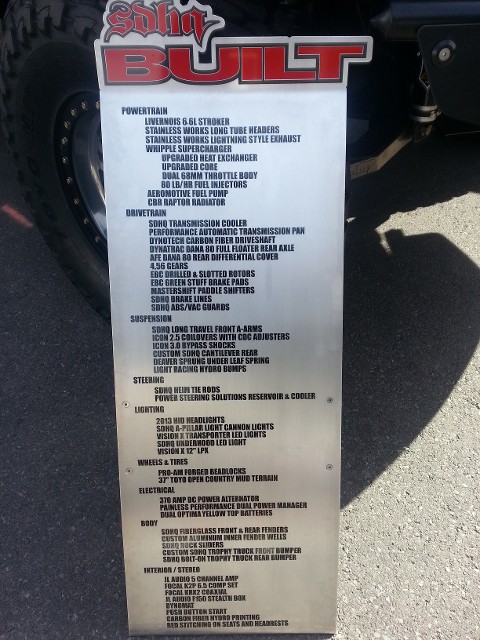 sdhq
BUILT
POWERTRAIN
LIVERNOIS 6.6L STROKER
STAINLESS WORKS LONG TUBE HEADERS
STAINLESS WORKS LIGHTNING STYLE EXHAUST
WHIPPLE SUPERCHARGER
UPGRADED HEAT EXCHANGER
UPGRADED CORE
DUAL 68MM THROTTLE BODY
80 LB/HR FUEL INJECTORS
AEROMOTIVE FUEL PUMP
CBR RAPTOR RADIATOR
DRIVETRAIN
SDHQ TRANSMISSION COOLER
PERFORMANCE AUTOMATIC TRANSMISSION PAN
DYNOTECH CARBON FIBER DRIVESHAFT
DYNATRAC DANA 80 FULL FLOATER REAR AXLE
AFE DANA 80 REAR DIFFERENTIAL COVER
4.56 GEARS
EBC DRILLED & SLOTTED ROTORS
EBC GREEN STUFF BRAKE PADS
MASTERSHIFT PADDLE SHIFTERS
SDHQ BRAKE LINES
SDHQ ABS/VAC GUARDS
SUSPENSION
SDHQ LONG TRAVEL FRONT A-ARMS
ICON 2.5 COILOVERS WITH CDC ADJUSTERS
ICON 3.0 BYPASS SHOCKS
CUSTOM SDHQ CANTILEVER REAR
DEAVER SPRUNG UNDER LEAF SPRING
LIGHT RACING HYDRO BUMPS
STEERING
SDHQ HEIM TIE RODS
POWER STEERING SOLUTIONS RESERVOIR & COOLER
LIGHTING
2013 HID HEADLIGHTS
SDHQ A-PILLAR LIGHT CANNON LIGHTS
VISION X TRANSPORTER LED LIGHTS
SDHQ UNDERHOOD LED LIGHT
VISION X 12" LPX
WHEELS & TIRES
PRO-AM FORGED BEADLOCKS
37" TOYO OPEN COUNTRY MUD TERRAIN
ELECTRICAL
370 AMP DC POWER ALTERNATOR
PAINLESS PERFORMANCE DUAL POWER MANAGER
DUAL OPTIMA YELLOW TOP BATTERIES
BODY
SDHQ FIBERGLASS FRONT & REAR FENDERS
CUSTOM ALUMINUM INNER FENDER WELLS
SDHQ ROCK SLIDERS
CUSTOM SDHQ TROPHY TRUCK FRONT BUMPER
SDHQ BOLT-ON TROPHY TRUCK REAR BUMPER
INTERIOR / STEREO
JL AUDIO 5 CHANNEL AMP
FOCAL K2P 6.5 COMP SET
FOCAL KRX2 COAXIAL
JL AUDIO F150 STEALTH BOX
DYNOMAT
PUSH BUTTON START
CARBON FIBER HYDRO PRINTING
RED STITCHING ON SEATS AND HEADRESTS